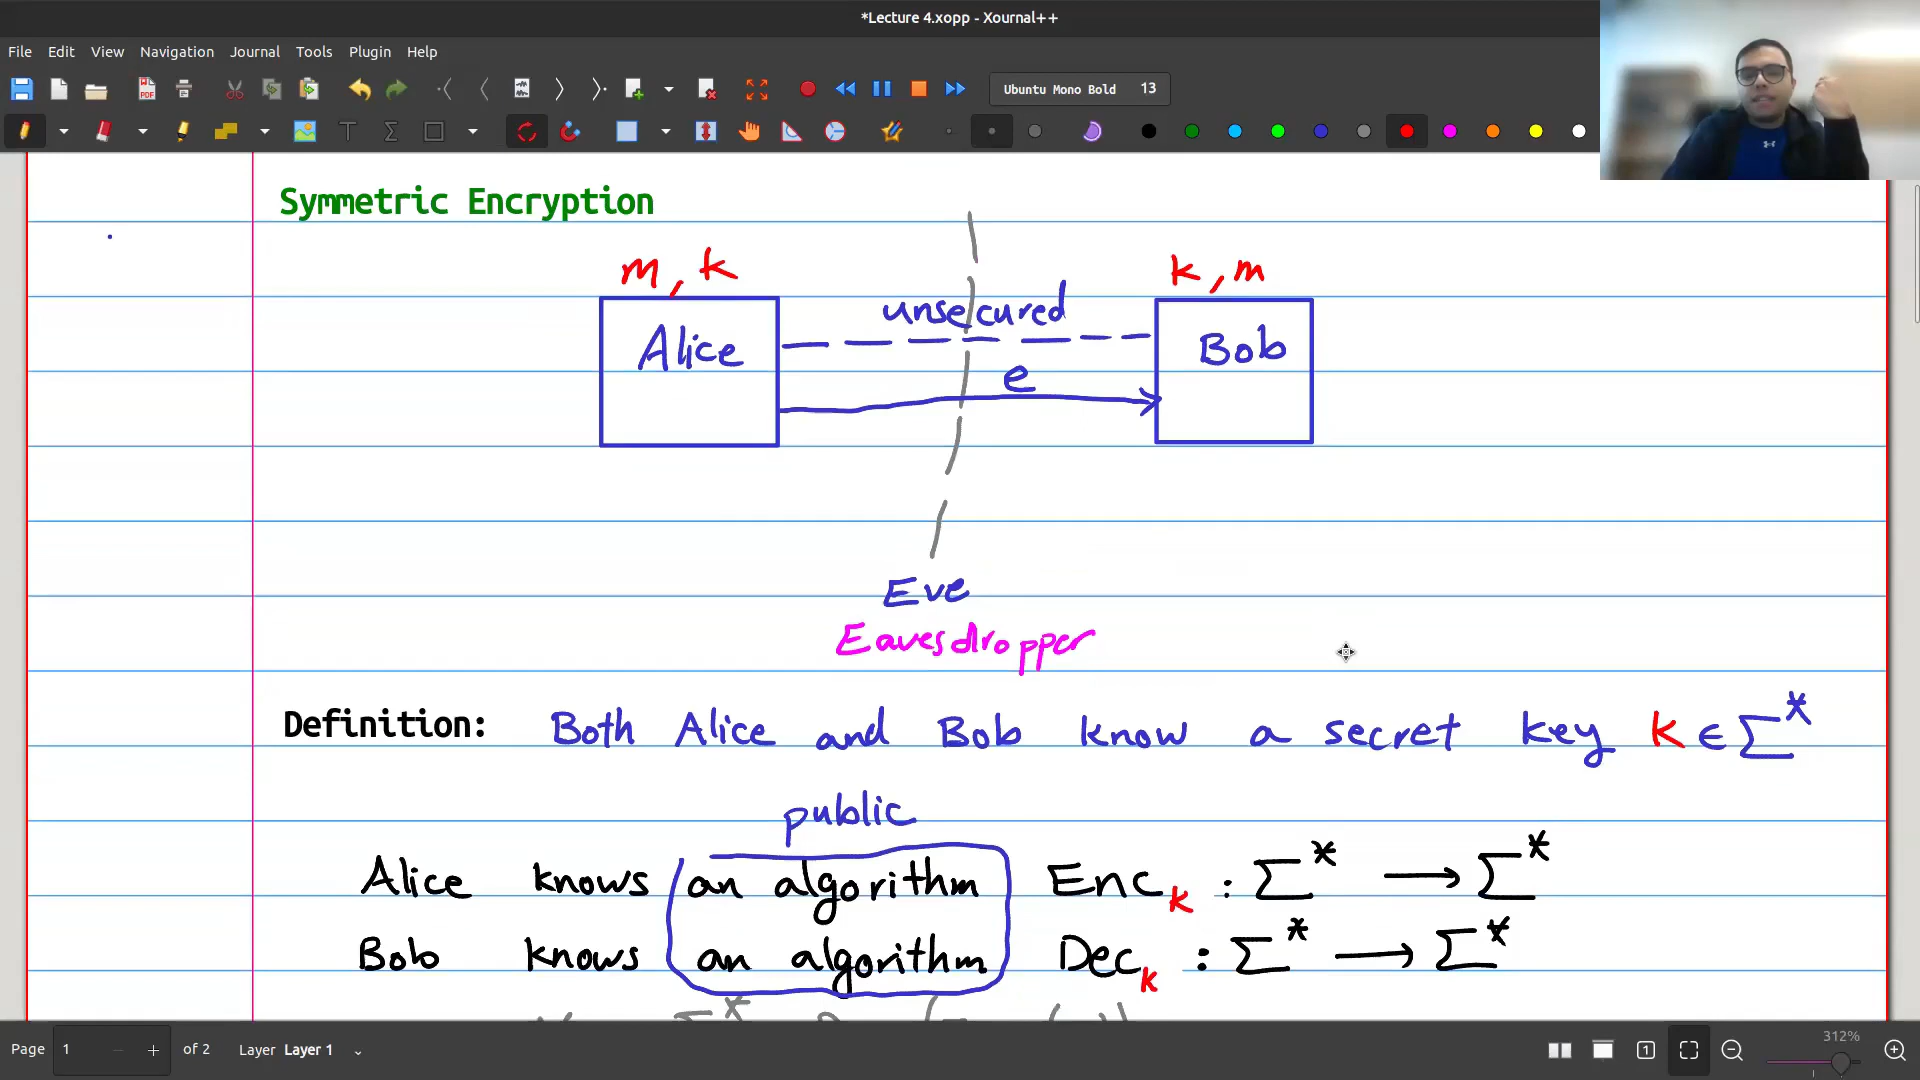 *Lecture 4.xopp - Xournal++
File Edit View Navigation Journal Tools Plugin Help
Ubuntu Mono Bold 13
Symmetric Encryption
m, k
k, m
unsecured
Alice
Bob
e
Eve
Eavesdropper
Definition: Both Alice and Bob know a secret key k ∈ Σ*
public
Alice knows an algorithm Enc_k : Σ* → Σ*
Bob knows an algorithm Dec_k : Σ* → Σ*
Page 1 of 2 Layer Layer 1
312%